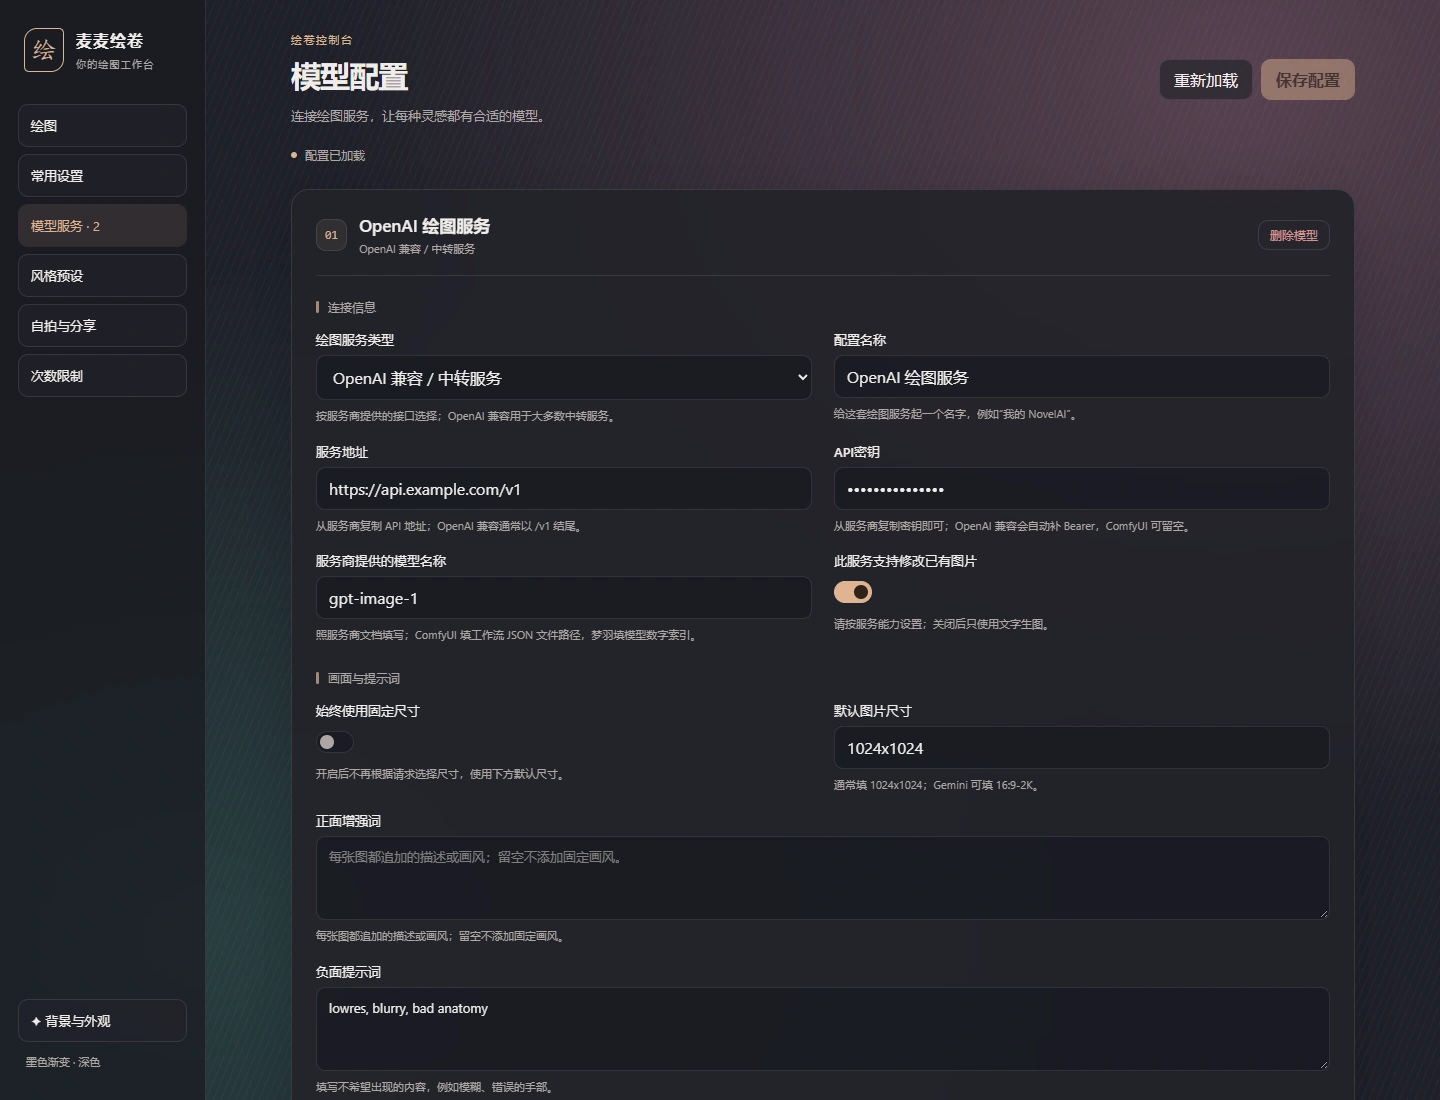 绘
麦麦绘卷
你的绘图工作台
绘图
常用设置
模型服务 · 2
风格预设
自拍与分享
次数限制
✦ 背景与外观
墨色渐变 · 深色
绘卷控制台
模型配置
连接绘图服务，让每种灵感都有合适的模型。
重新加载
保存配置
配置已加载
01
OpenAI 绘图服务
OpenAI 兼容 / 中转服务
删除模型
连接信息
绘图服务类型
OpenAI 兼容 / 中转服务
按服务商提供的接口选择；OpenAI 兼容用于大多数中转服务。
配置名称
OpenAI 绘图服务
给这套绘图服务起一个名字，例如“我的 NovelAI”。
服务地址
https://api.example.com/v1
从服务商复制 API 地址；OpenAI 兼容通常以 /v1 结尾。
API密钥
•••••••••••••••
从服务商复制密钥即可；OpenAI 兼容会自动补 Bearer，ComfyUI 可留空。
服务商提供的模型名称
gpt-image-1
照服务商文档填写；ComfyUI 填工作流 JSON 文件路径，梦羽填模型数字索引。
此服务支持修改已有图片
请按服务能力设置；关闭后只使用文字生图。
画面与提示词
始终使用固定尺寸
开启后不再根据请求选择尺寸，使用下方默认尺寸。
默认图片尺寸
1024x1024
通常填 1024x1024；Gemini 可填 16:9-2K。
正面增强词
每张图都追加的描述或画风；留空不添加固定画风。
每张图都追加的描述或画风；留空不添加固定画风。
负面提示词
lowres, blurry, bad anatomy
填写不希望出现的内容，例如模糊、错误的手部。